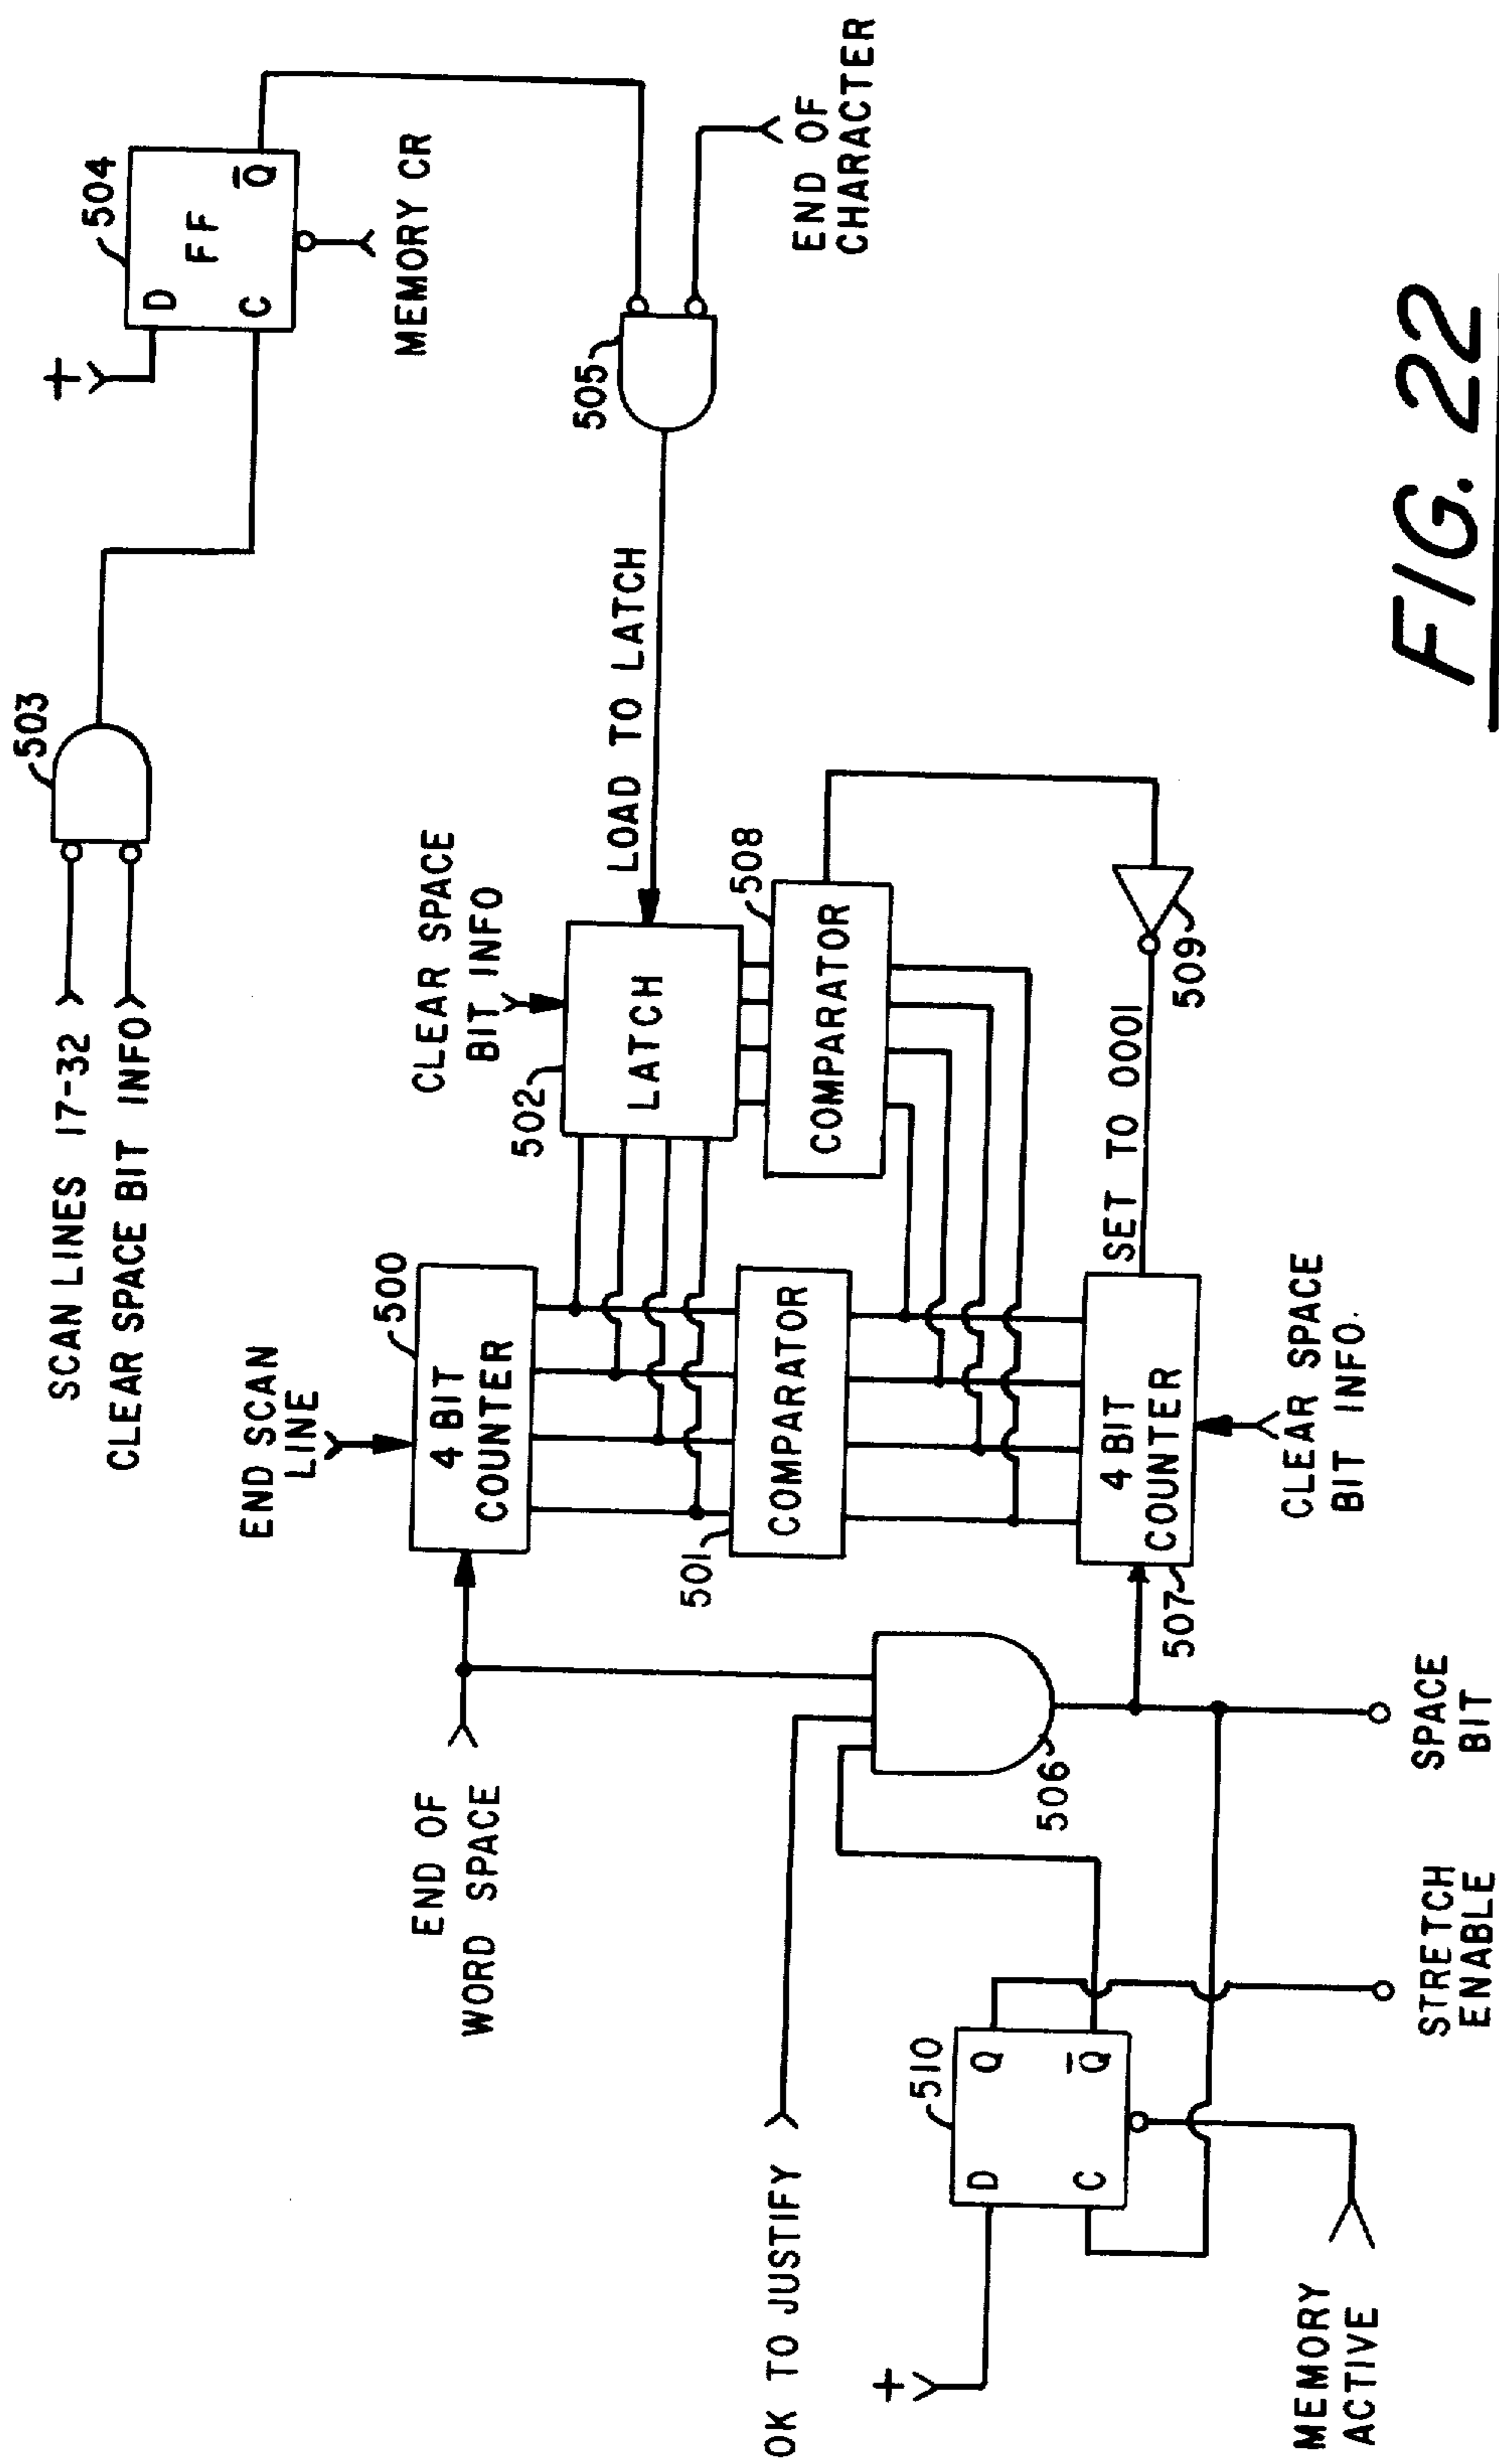 SCAN LINES 17-32
CLEAR SPACE BIT INFO
503
+
D
504
FF
C
Q̅
MEMORY CR
END SCAN
LINE
500
4 BIT
COUNTER
CLEAR SPACE
BIT INFO
502
LATCH
LOAD TO LATCH
505
END OF
CHARACTER
END OF
WORD SPACE
501
COMPARATOR
508
COMPARATOR
OK TO JUSTIFY
506
507
4 BIT
COUNTER
SET TO 0001
509
CLEAR SPACE
BIT INFO.
+
510
D
Q
C
Q̅
MEMORY
ACTIVE
STRETCH
ENABLE
SPACE
BIT
FIG. 22